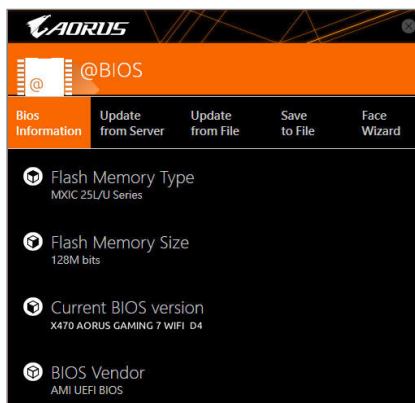 AORUS
@
@BIOS
Bios Information
Update from Server
Update from File
Save to File
Face Wizard
Flash Memory Type
MXIC 25L/U Series
Flash Memory Size
128M bits
Current BIOS version
X470 AORUS GAMING 7 WIFI D4
BIOS Vendor
AMI UEFI BIOS